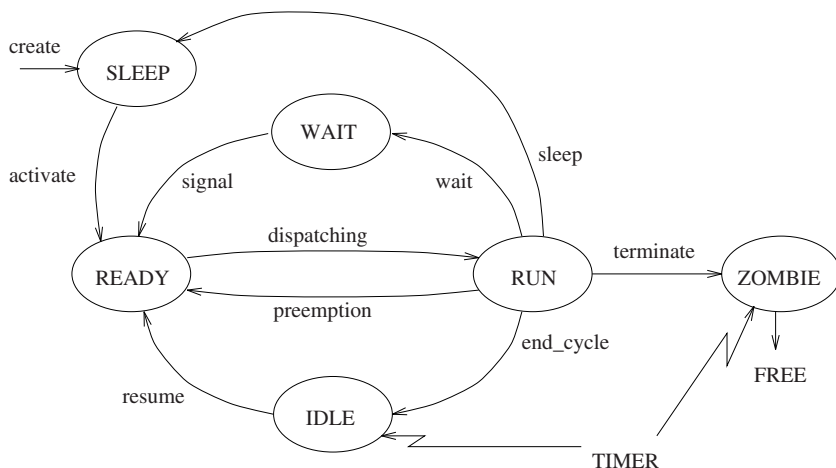 create
SLEEP
WAIT
sleep
activate
signal
wait
dispatching
terminate
READY
RUN
ZOMBIE
preemption
end_cycle
FREE
resume
IDLE
TIMER